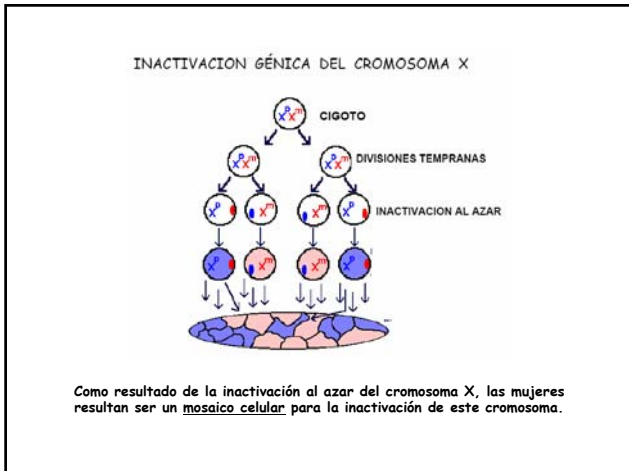 INACTIVACION GÉNICA DEL CROMOSOMA X
X^p X^m CIGOTO
X^p X^m X^p X^m DIVISIONES TEMPRANAS
X^p X^m X^m X^p INACTIVACION AL AZAR
X^p X^m X^m X^p
Como resultado de la inactivación al azar del cromosoma X, las mujeres
resultan ser un mosaico celular para la inactivación de este cromosoma.